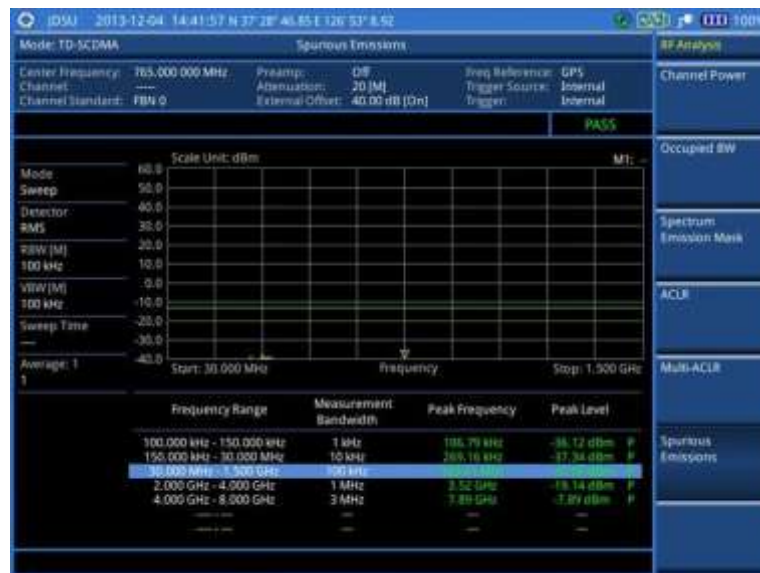 JDSU 2013-12-04 14:41:57 N 37° 28' 46.85 E 126° 53' 8.92 100%
Mode: TD-SCDMA Spurious Emissions RF Analysis
Center Frequency: 765.000 000 MHz Preamp: Off Freq Reference: GPS
Channel: ---- Attenuation: 20 [M] Trigger Source: Internal
Channel Standard: FBN 0 External Offset: 40.00 dB [On] Trigger: Internal
PASS
Channel Power
Occupied BW
Spectrum
Emission Mask
ACLR
Multi-ACLR
Spurious
Emissions
Scale Unit: dBm M1: --
Mode
Sweep
Detector
RMS
RBW [M]
100 kHz
VBW [M]
100 kHz
Sweep Time
---
Average: 1
1
60.0
50.0
40.0
30.0
20.0
10.0
0.0
-10.0
-20.0
-30.0
-40.0
Start: 30.000 MHz Frequency Stop: 1.500 GHz
Frequency Range Measurement Bandwidth Peak Frequency Peak Level
100.000 kHz - 150.000 kHz 1 kHz 106.79 kHz -36.12 dBm P
150.000 kHz - 30.000 MHz 10 kHz 269.16 kHz -37.34 dBm P
30.000 MHz - 1.500 GHz 100 kHz
2.000 GHz - 4.000 GHz 1 MHz 3.52 GHz -19.14 dBm P
4.000 GHz - 8.000 GHz 3 MHz 7.89 GHz -7.89 dBm P